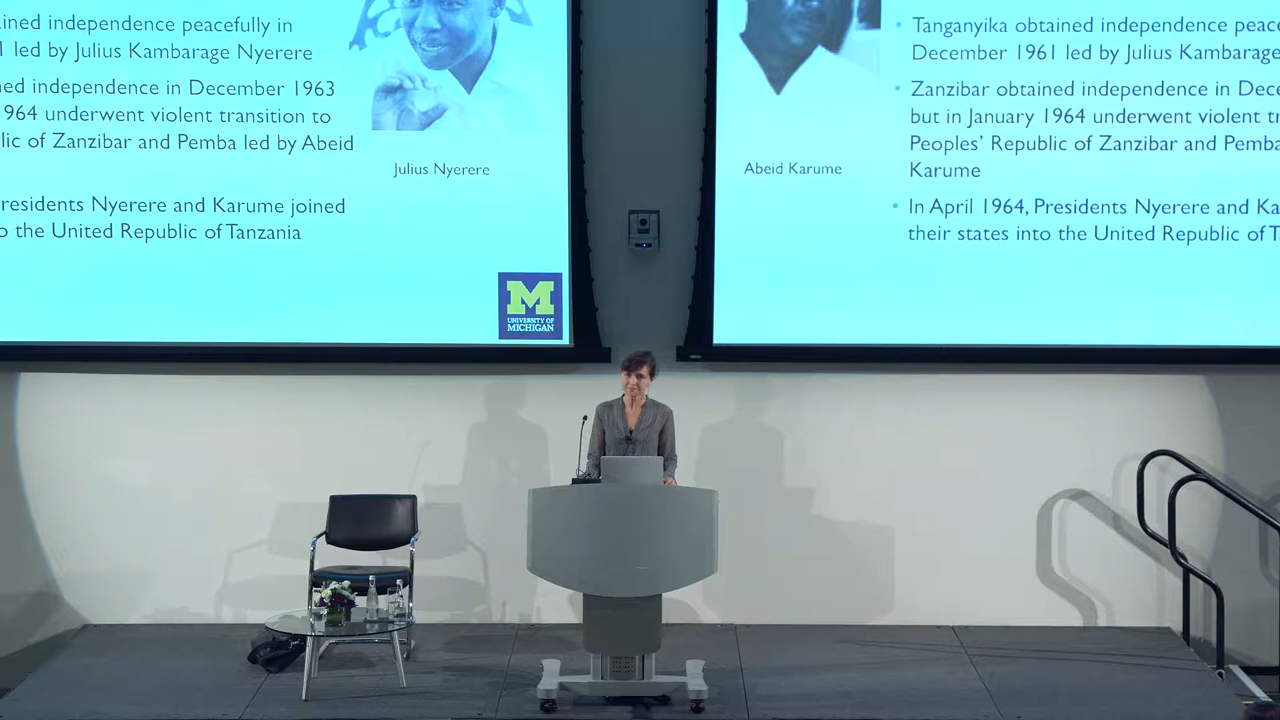 ined independence peacefully in
1 led by Julius Kambarage Nyerere
ned independence in December 1963
964 underwent violent transition to
lic of Zanzibar and Pemba led by Abeid
residents Nyerere and Karume joined
o the United Republic of Tanzania
Julius Nyerere
M
UNIVERSITY OF
MICHIGAN
Abeid Karume
• Tanganyika obtained independence peace
December 1961 led by Julius Kambarage
• Zanzibar obtained independence in Dece
but in January 1964 underwent violent tr
Peoples' Republic of Zanzibar and Pemba
Karume
• In April 1964, Presidents Nyerere and Ka
their states into the United Republic of T